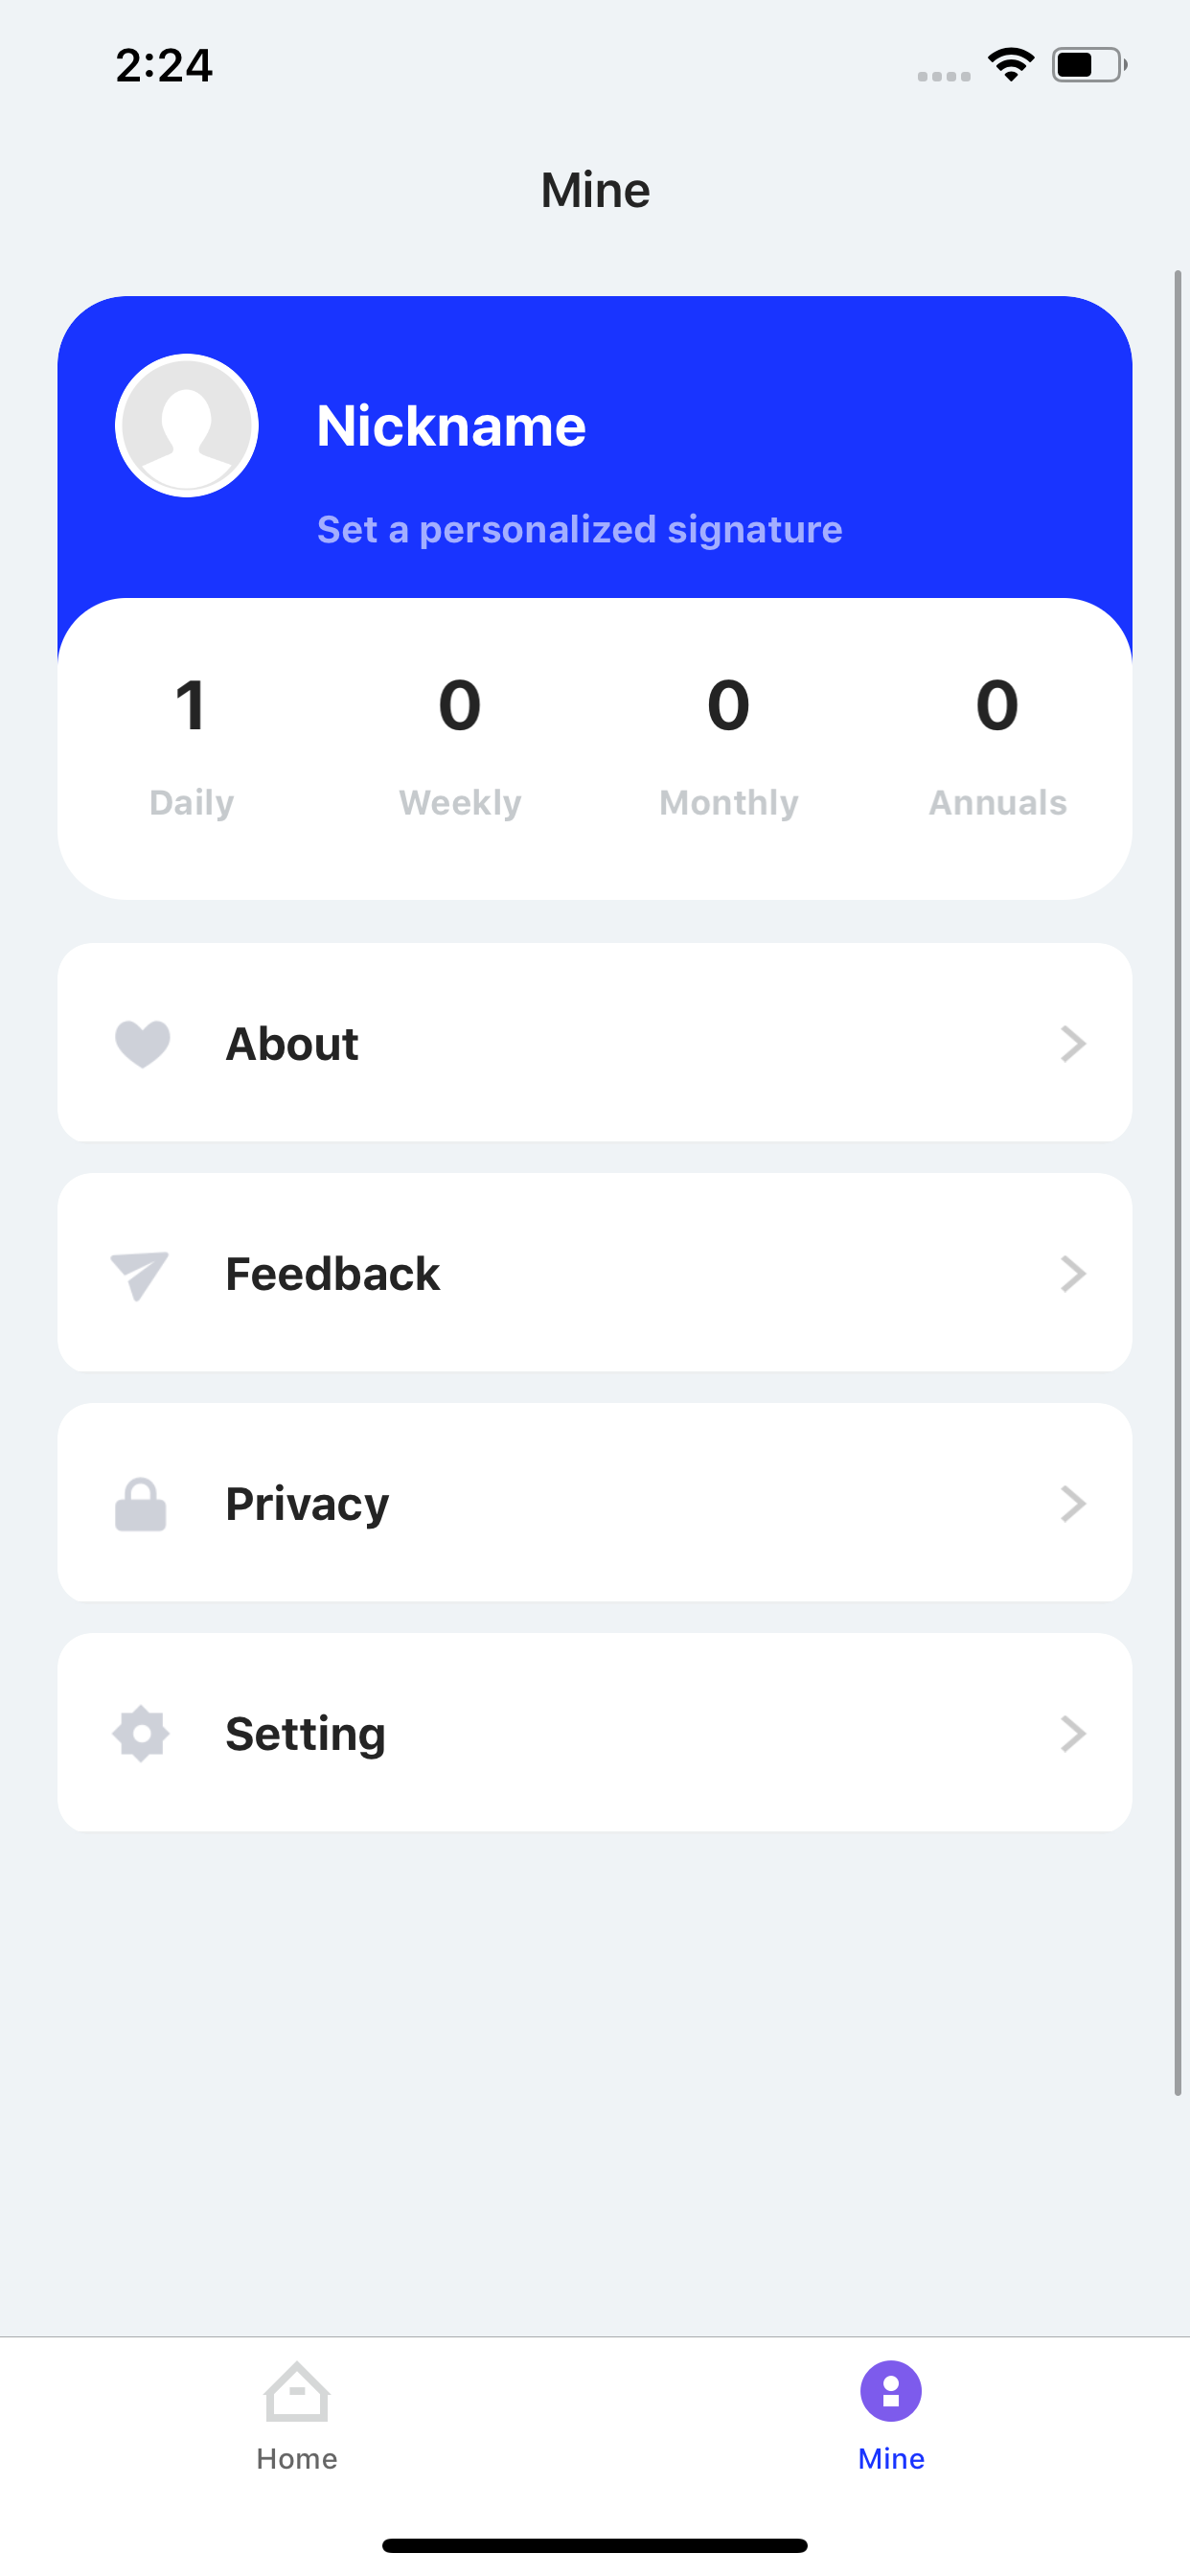 2:24
Mine
Nickname
Set a personalized signature
1 0 0 0
Daily Weekly Monthly Annuals
About
Feedback
Privacy
Setting
Home Mine